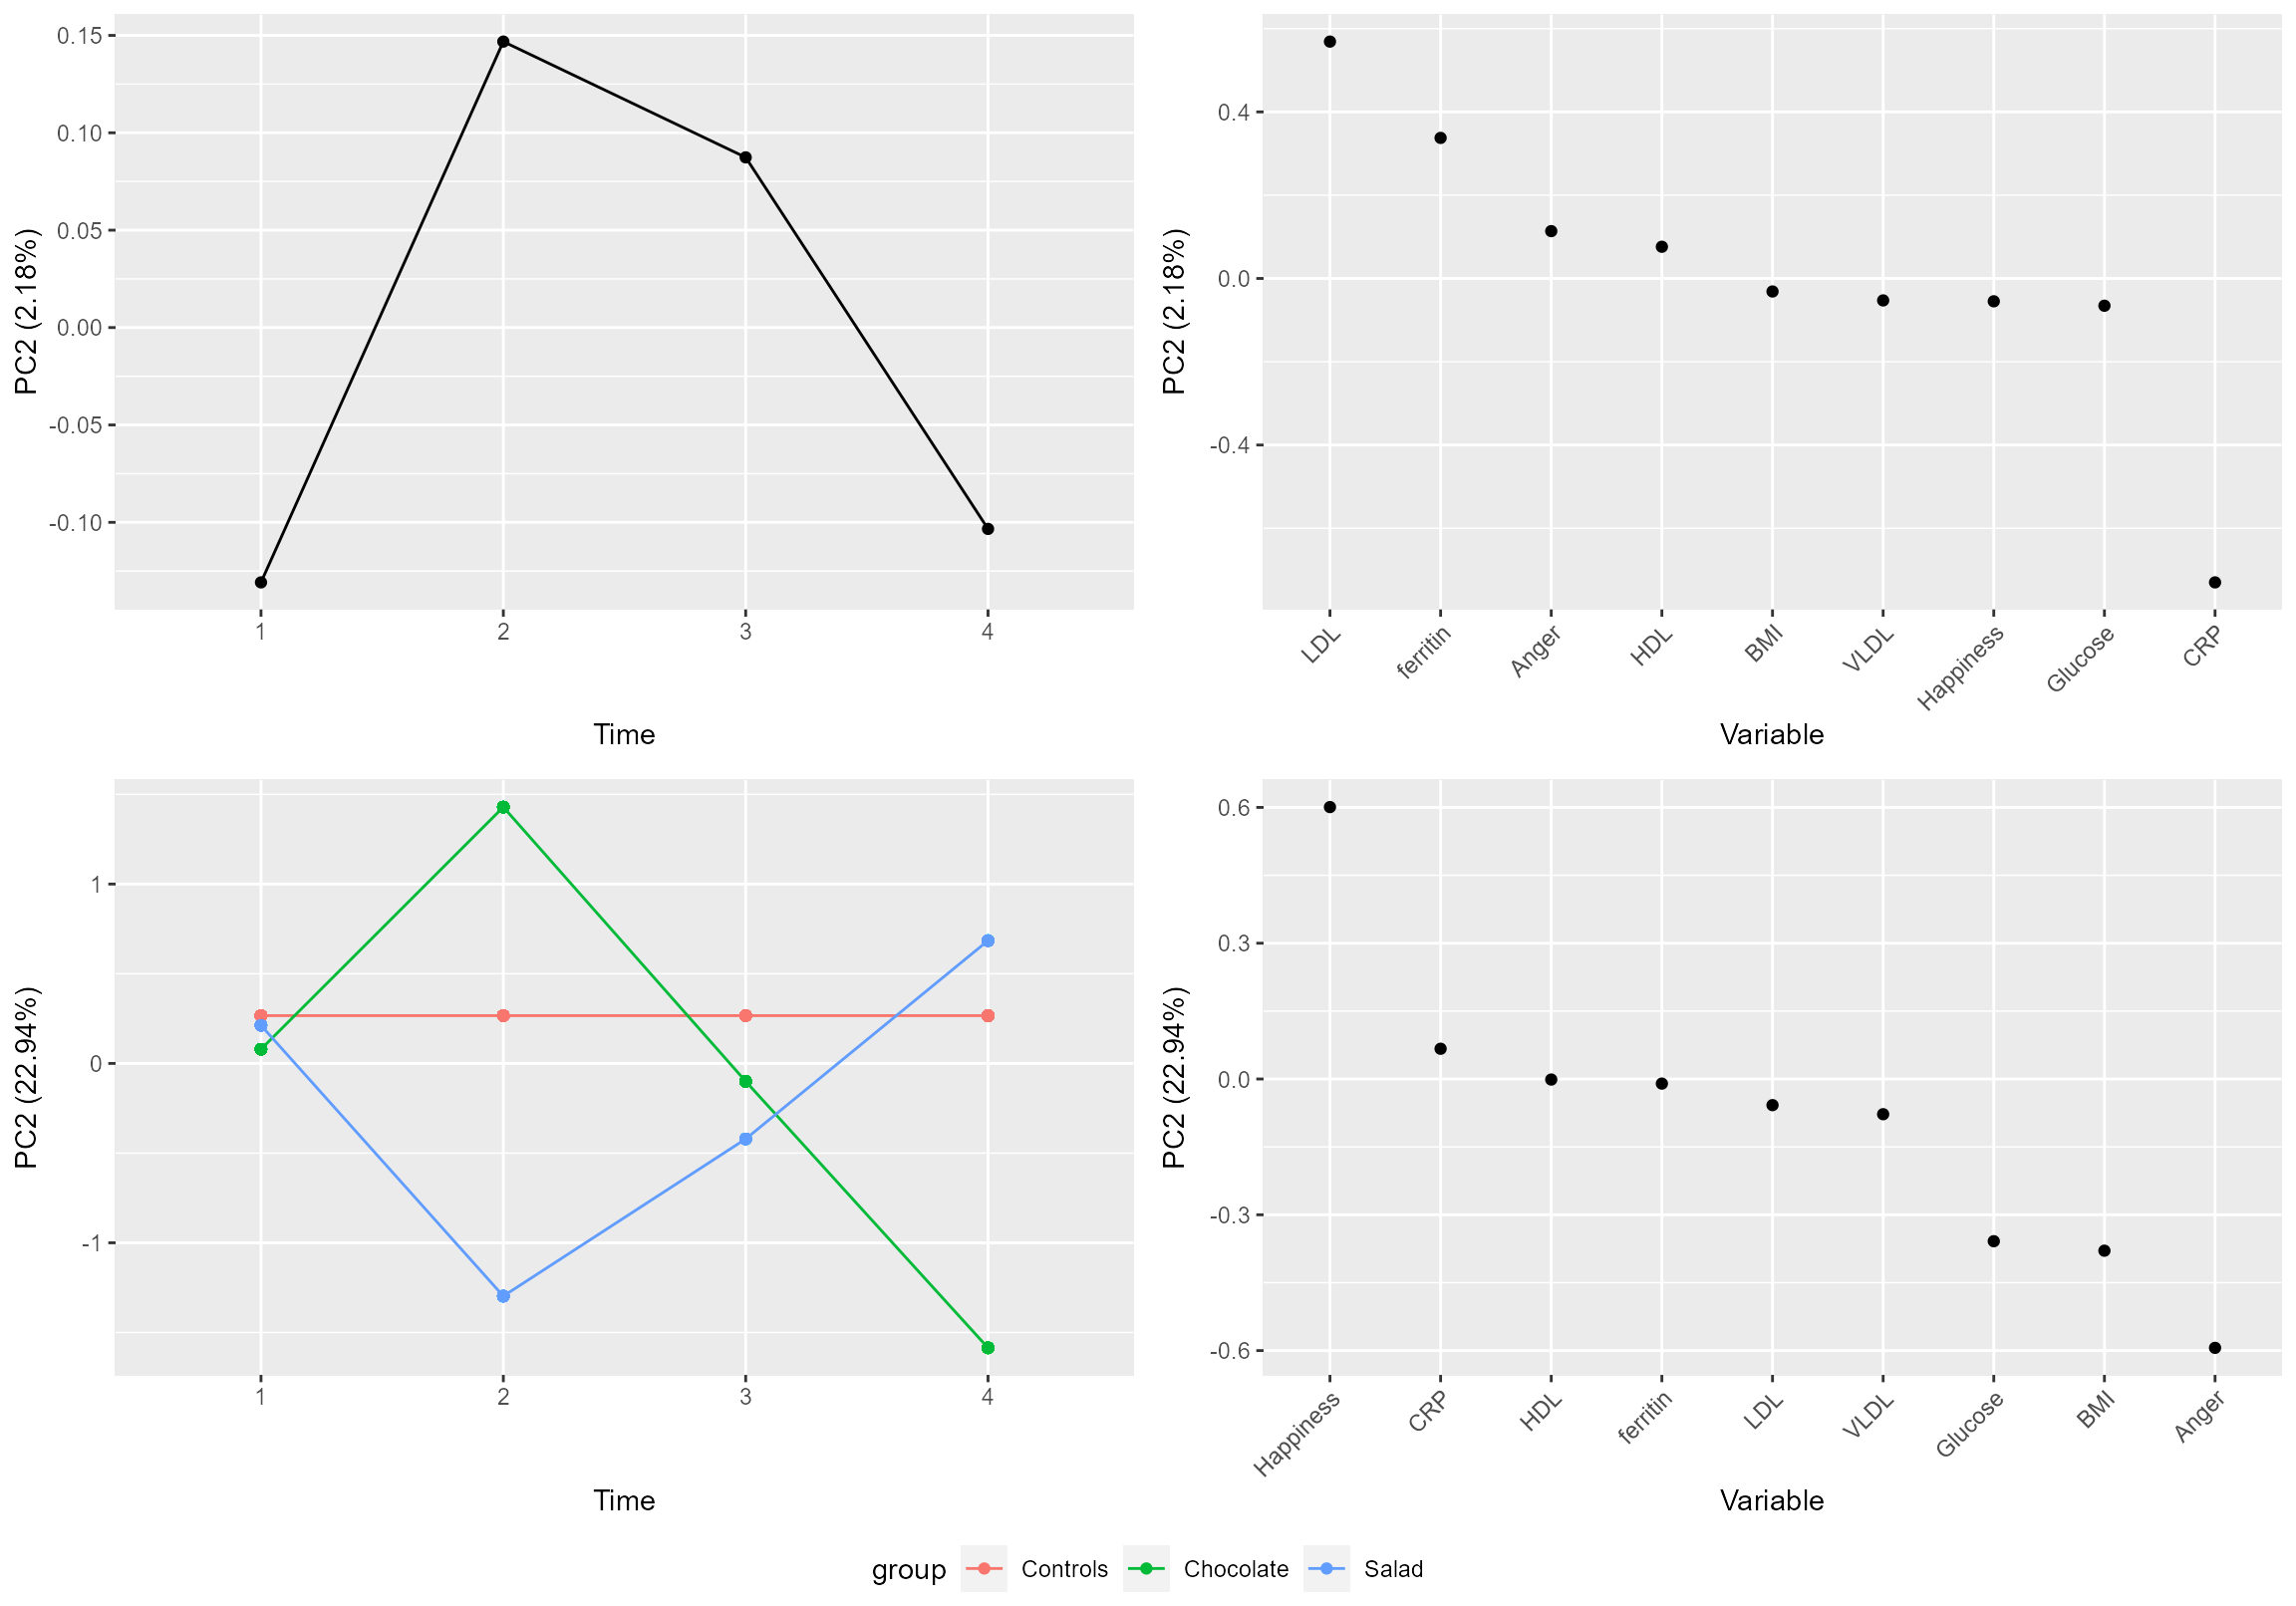 PC2 (2.18%)
0.15
0.10
0.05
0.00
-0.05
-0.10
1 2 3 4
Time
PC2 (2.18%)
0.4
0.0
-0.4
LDL ferritin Anger HDL BMI VLDL Happiness Glucose CRP
Variable
PC2 (22.94%)
1
0
-1
1 2 3 4
Time
PC2 (22.94%)
0.6
0.3
0.0
-0.3
-0.6
Happiness CRP HDL ferritin LDL VLDL Glucose BMI Anger
Variable
group Controls Chocolate Salad